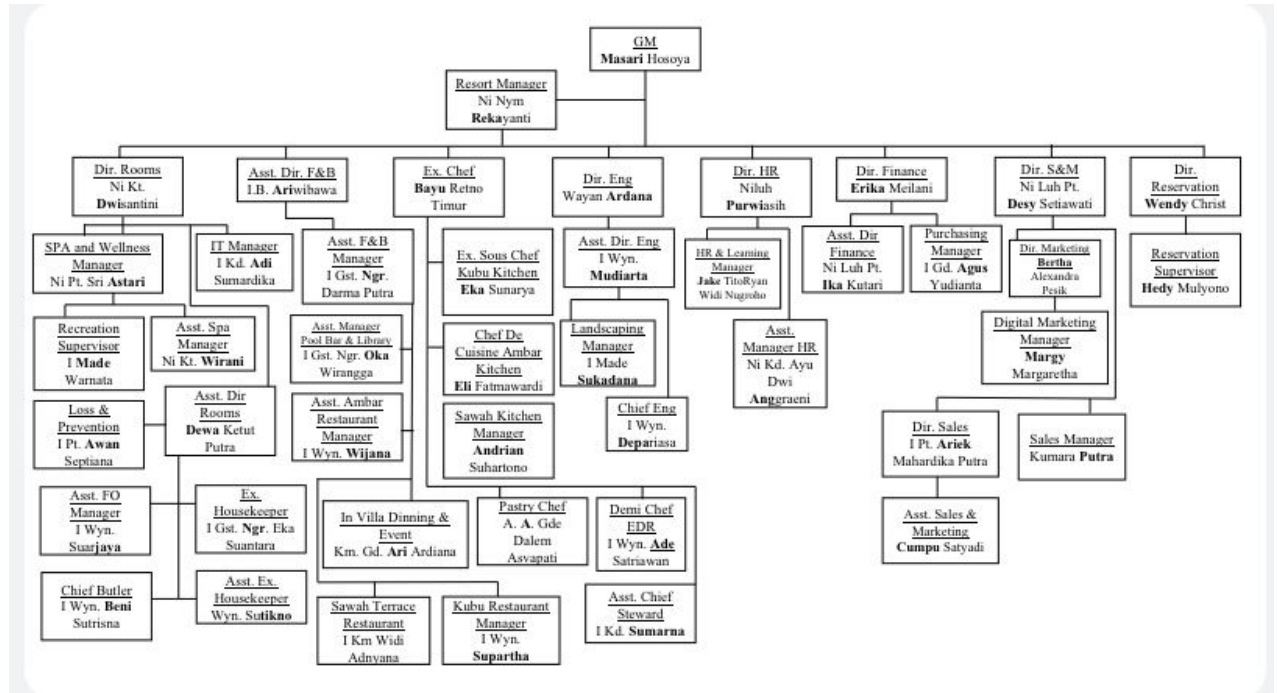 GM
Masari Hosoya
Resort Manager
Ni Nym
Rekayanti
Dir. Rooms
Ni Kt.
Dwisantini
Asst. Dir. F&B
I.B. Ariwibawa
Ex. Chef
Bayu Retno
Timur
Dir. Eng
Wayan Ardana
Dir. HR
Niluh
Purwiasih
Dir. Finance
Erika Meilani
Dir. S&M
Ni Luh Pt.
Desy Setiawati
Dir.
Reservation
Wendy Christ
SPA and Wellness
Manager
Ni Pt. Sri Astari
IT Manager
I Kd. Adi
Sumardika
Asst. F&B
Manager
I Gst. Ngr.
Darma Putra
Ex. Sous Chef
Kubu Kitchen
Eka Sunarya
Asst. Dir. Eng
I Wyn.
Mudiarta
HR & Learning
Manager
Jake TitoRyan
Widi Nugroho
Asst. Dir
Finance
Ni Luh Pt.
Ika Kutari
Purchasing
Manager
I Gd. Agus
Yudianta
Dir. Marketing
Bertha
Alexandra
Pesik
Reservation
Supervisor
Hedy Mulyono
Recreation
Supervisor
I Made
Warnata
Asst. Spa
Manager
Ni Kt. Wirani
Asst. Manager
Pool Bar & Library
I Gst. Ngr. Oka
Wirangga
Chef De
Cuisine Ambar
Kitchen
Eli Fatmawardi
Landscaping
Manager
I Made
Sukadana
Asst.
Manager HR
Ni Kd. Ayu
Dwi
Anggraeni
Digital Marketing
Manager
Margy
Margaretha
Loss &
Prevention
I Pt. Awan
Septiana
Asst. Dir
Rooms
Dewa Ketut
Putra
Asst. Ambar
Restaurant
Manager
I Wyn. Wijana
Sawah Kitchen
Manager
Andrian
Suhartono
Chief Eng
I Wyn.
Depariasa
Dir. Sales
I Pt. Ariek
Mahardika Putra
Sales Manager
Kumara Putra
Asst. FO
Manager
I Wyn.
Suarjaya
Ex.
Housekeeper
I Gst. Ngr. Eka
Suantara
In Villa Dinning &
Event
Km. Gd. Ari Ardiana
Pastry Chef
A. A. Gde
Dalem
Asvapati
Demi Chef
EDR
I Wyn. Ade
Satriawan
Asst. Sales &
Marketing
Cumpu Satyadi
Chief Butler
I Wyn. Beni
Sutrisna
Asst. Ex.
Housekeeper
Wyn. Sutikno
Sawah Terrace
Restaurant
I Km Widi
Adnyana
Kubu Restaurant
Manager
I Wyn.
Supartha
Asst. Chief
Steward
I Kd. Sumarna